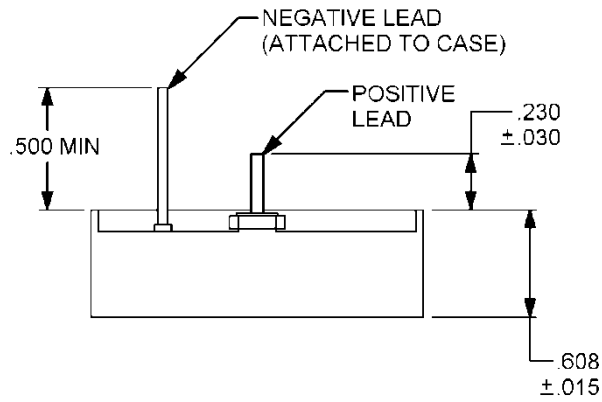 NEGATIVE LEAD
(ATTACHED TO CASE)
POSITIVE
LEAD
.230
±.030
.500 MIN
.608
±.015